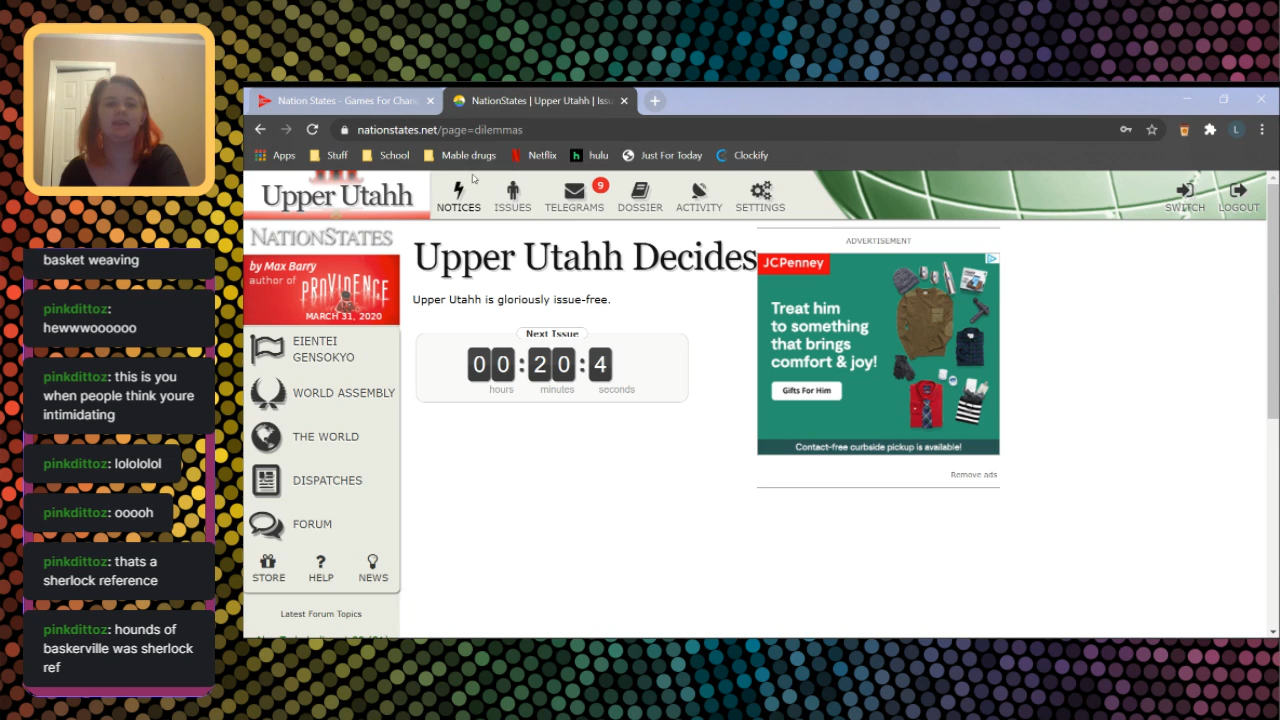 basket weaving
pinkdittoz:
hewwwoooooo
pinkdittoz: this is you
when people think youre
intimidating
pinkdittoz: lolololol
pinkdittoz: ooooh
pinkdittoz: thats a
sherlock reference
pinkdittoz: hounds of
baskerville was sherlock
ref
Nation States - Games For Chan
NationStates | Upper Utahh | Issu
nationstates.net/page=dilemmas
L
Apps
Stuff
School
Mable drugs
Netflix
hulu
Just For Today
Clockify
Upper Utahh
NOTICES
ISSUES
9
TELEGRAMS
DOSSIER
ACTIVITY
SETTINGS
SWITCH
LOGOUT
NATIONSTATES
by Max Barry
author of
PROVIDENCE
MARCH 31, 2020
EIENTEI
GENSOKYO
WORLD ASSEMBLY
THE WORLD
DISPATCHES
FORUM
STORE
HELP
NEWS
Latest Forum Topics
Upper Utahh Decides
Upper Utahh is gloriously issue-free.
Next Issue
00:20:4
hours minutes seconds
ADVERTISEMENT
JCPenney
Treat him
to something
that brings
comfort & joy!
Gifts For Him
Contact-free curbside pickup is available!
Remove ads